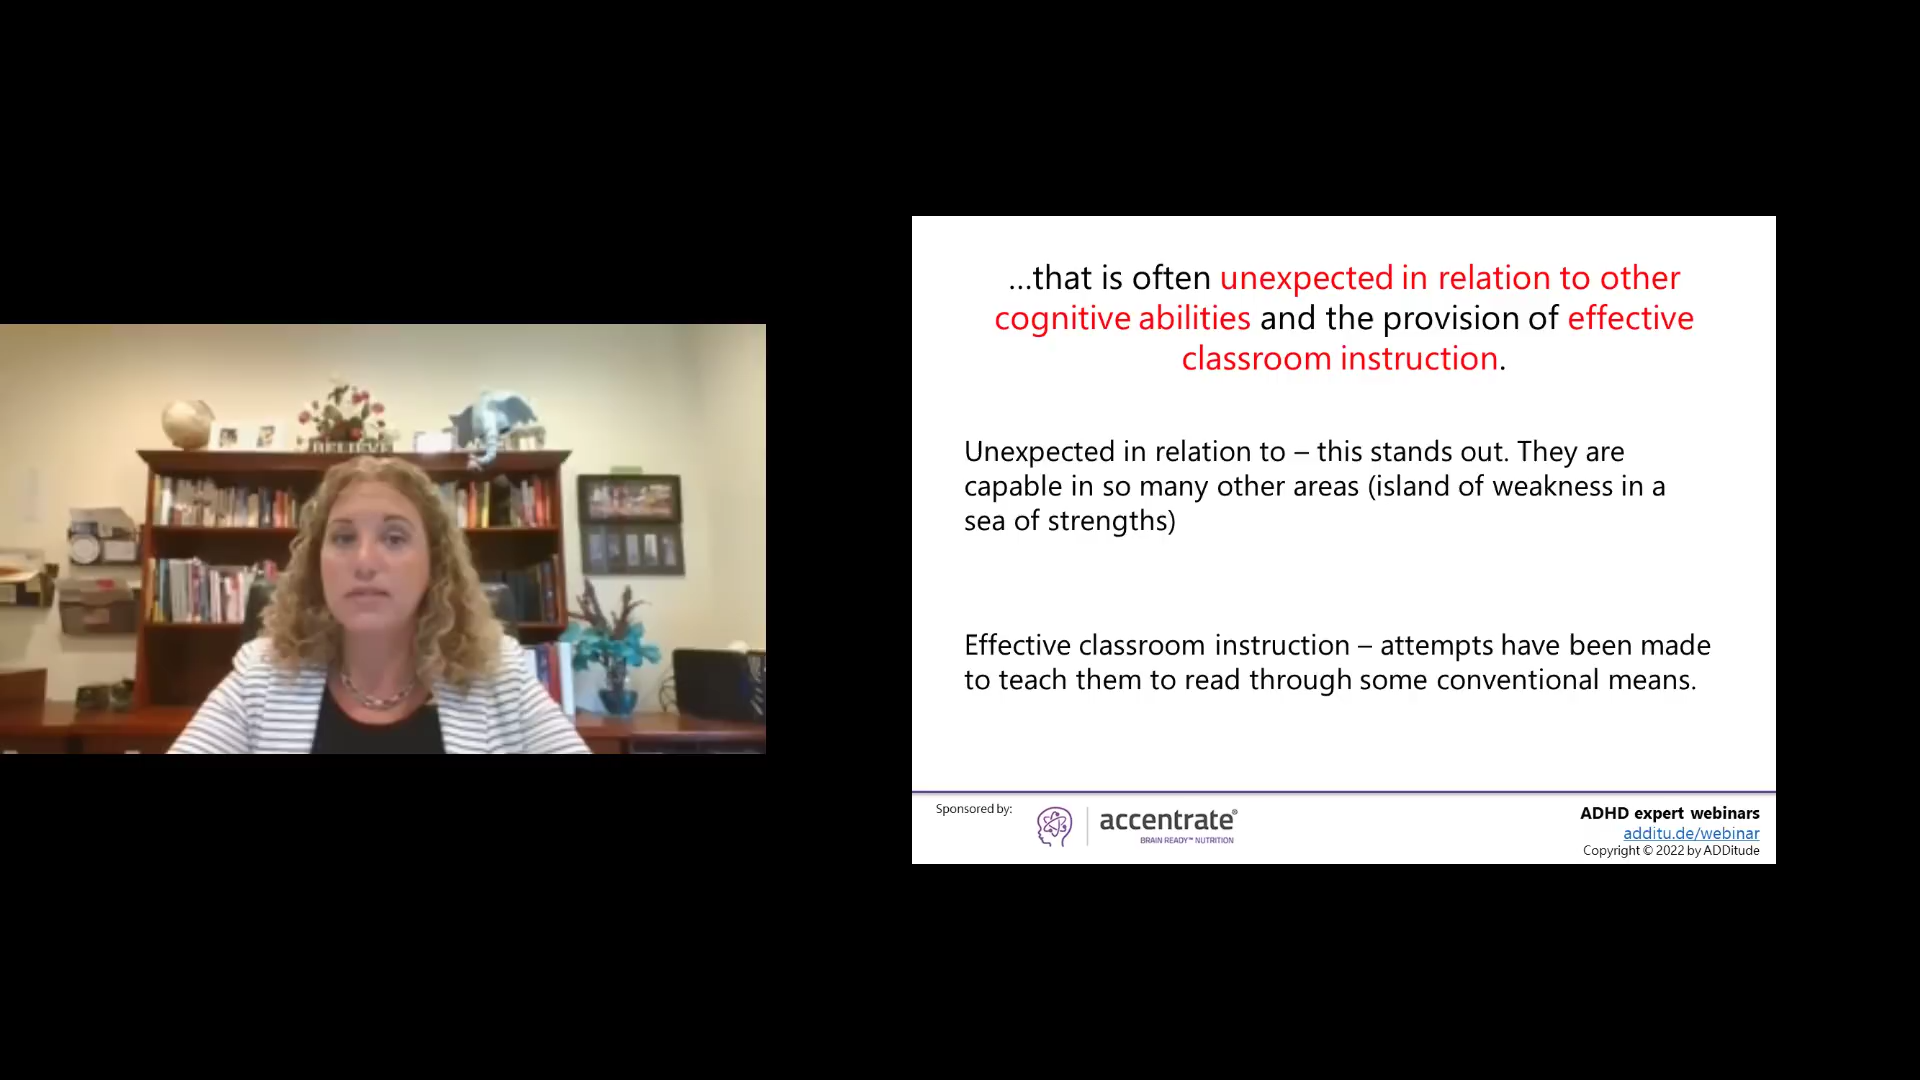 BELIEVE
...that is often unexpected in relation to other
cognitive abilities and the provision of effective
classroom instruction.
Unexpected in relation to – this stands out. They are
capable in so many other areas (island of weakness in a
sea of strengths)
Effective classroom instruction – attempts have been made
to teach them to read through some conventional means.
Sponsored by:
accentrate®
BRAIN READY™ NUTRITION
ADHD expert webinars
additu.de/webinar
Copyright © 2022 by ADDitude